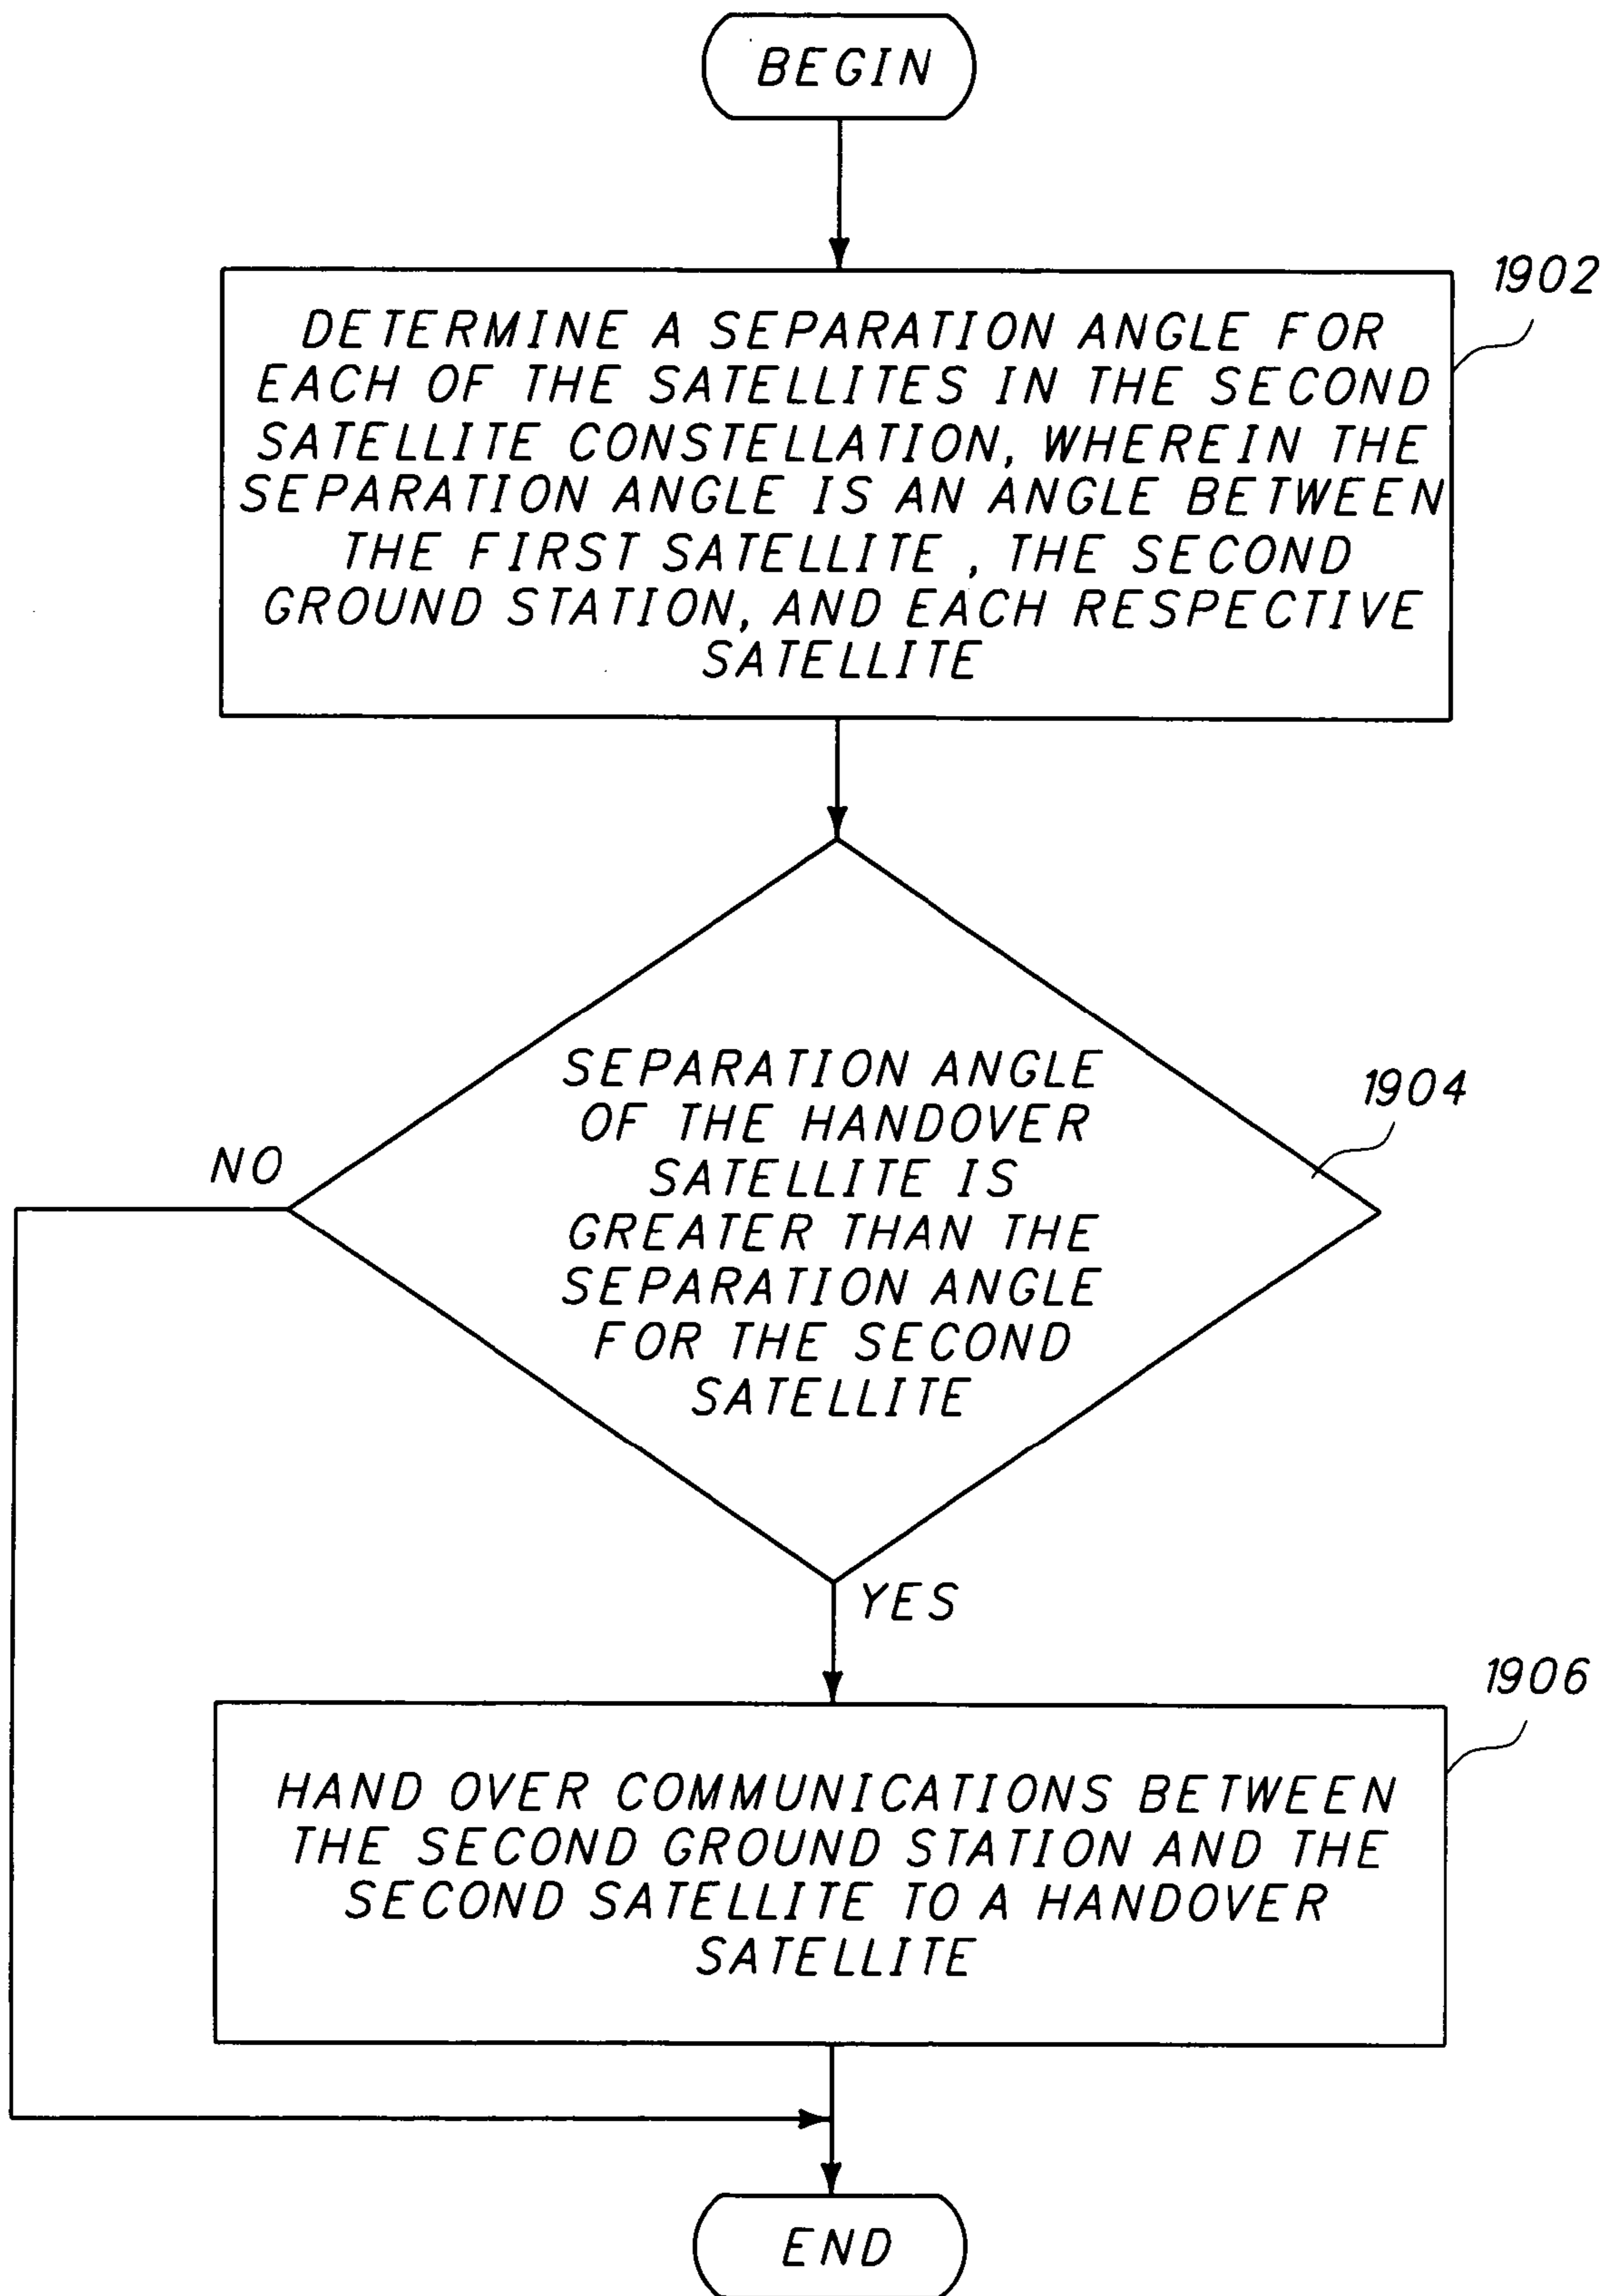 BEGIN
1902
DETERMINE A SEPARATION ANGLE FOR
EACH OF THE SATELLITES IN THE SECOND
SATELLITE CONSTELLATION, WHEREIN THE
SEPARATION ANGLE IS AN ANGLE BETWEEN
THE FIRST SATELLITE , THE SECOND
GROUND STATION, AND EACH RESPECTIVE
SATELLITE
SEPARATION ANGLE
OF THE HANDOVER
SATELLITE IS
GREATER THAN THE
SEPARATION ANGLE
FOR THE SECOND
SATELLITE
1904
NO
YES
1906
HAND OVER COMMUNICATIONS BETWEEN
THE SECOND GROUND STATION AND THE
SECOND SATELLITE TO A HANDOVER
SATELLITE
END